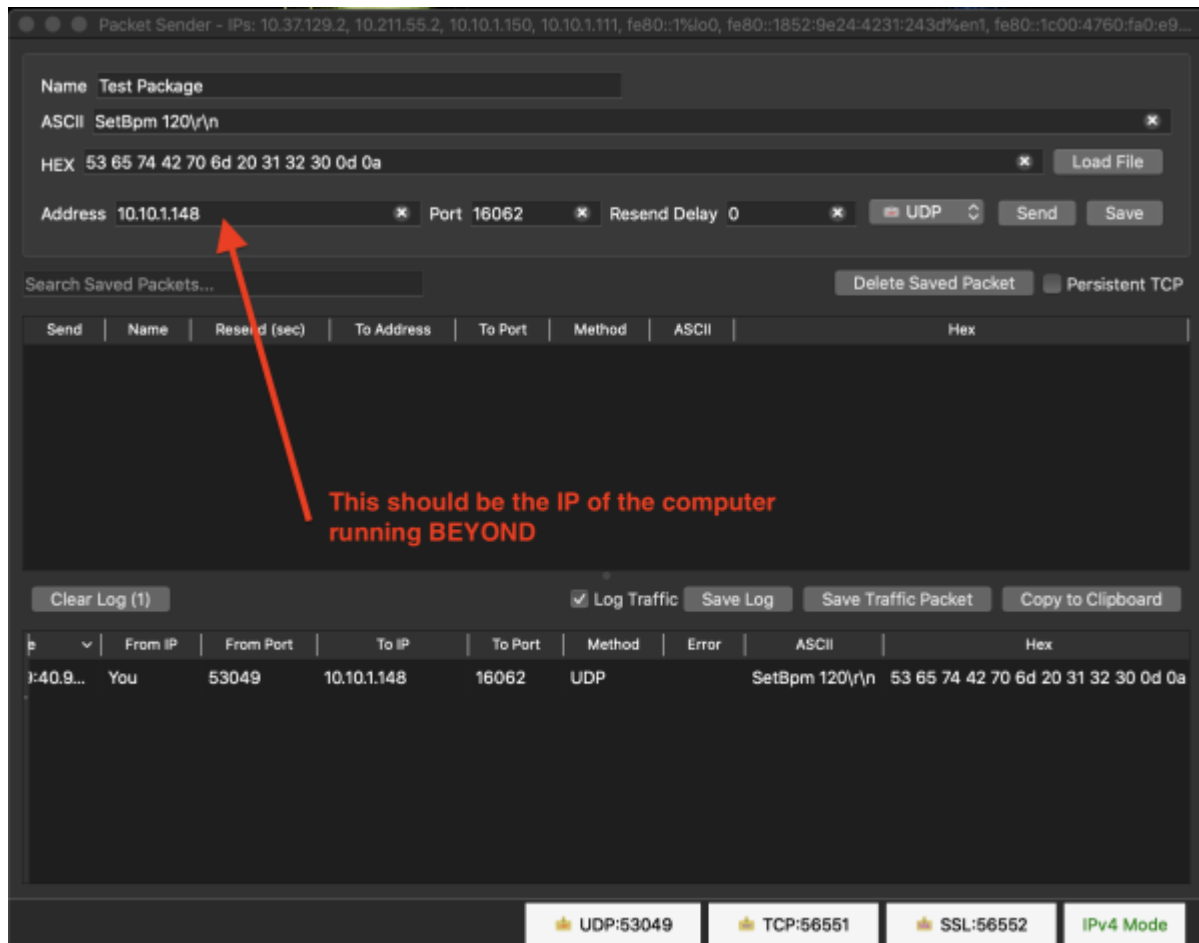 Packet Sender - IPs: 10.37.129.2, 10.211.55.2, 10.10.1.150, 10.10.1.111, fe80::1%lo0, fe80::1852:9e24:4231:243d%en1, fe80::1c00:4760:fa0:e9...
Name Test Package
ASCII SetBpm 120\r\n
HEX 53 65 74 42 70 6d 20 31 32 30 0d 0a Load File
Address 10.10.1.148 Port 16062 Resend Delay 0 UDP Send Save
Search Saved Packets... Delete Saved Packet Persistent TCP
Send Name Resend (sec) To Address To Port Method ASCII Hex
This should be the IP of the computer
running BEYOND
Clear Log (1) Log Traffic Save Log Save Traffic Packet Copy to Clipboard
e From IP From Port To IP To Port Method Error ASCII Hex
:40.9... You 53049 10.10.1.148 16062 UDP SetBpm 120\r\n 53 65 74 42 70 6d 20 31 32 30 0d 0a
UDP:53049 TCP:56551 SSL:56552 IPv4 Mode